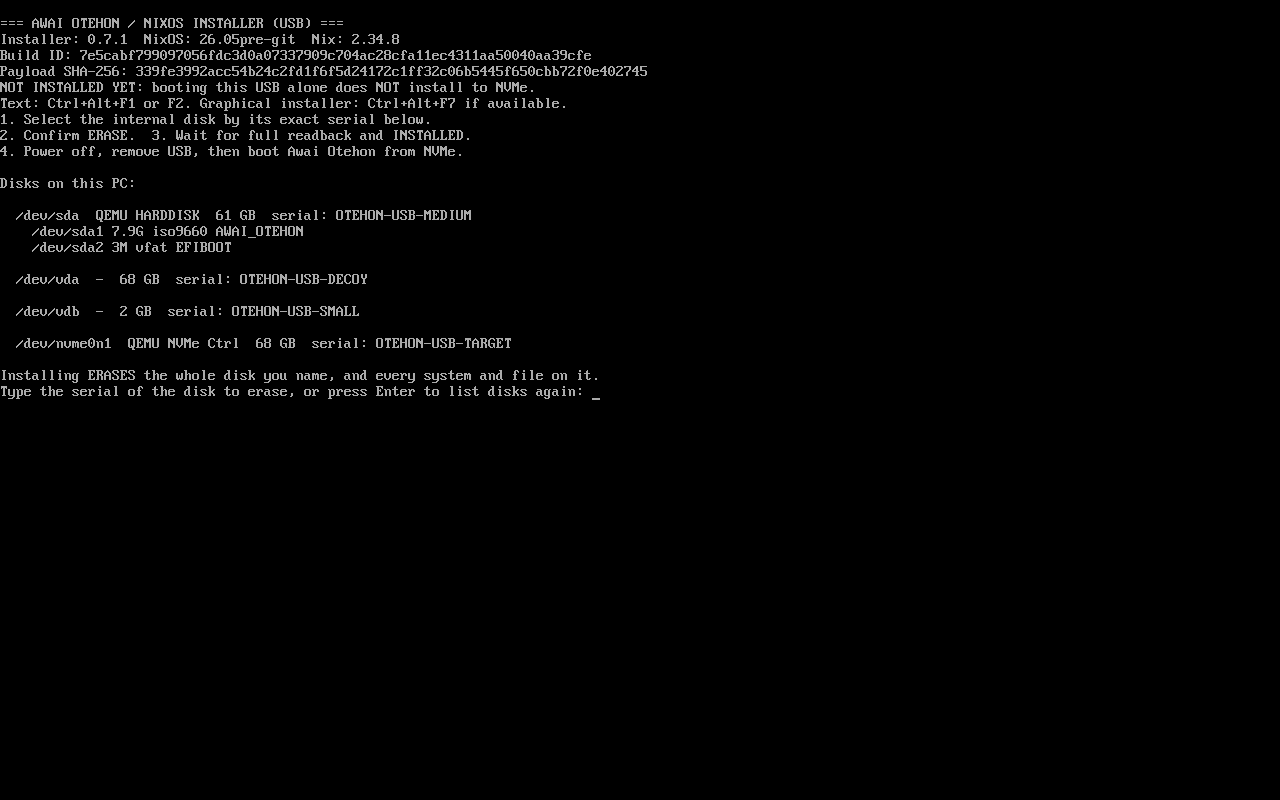 === AWAI OTEHON / NIXOS INSTALLER (USB) ===
Installer: 0.7.1  NixOS: 26.05pre-git  Nix: 2.34.8
Build ID: 7e5cabf799097056fdc3d0a07337909c704ac28cfa11ec4311aa50040aa39cfe
Payload SHA-256: 339fe3992acc54b24c2fd1f6f5d24172c1ff32c06b5445f650cbb72f0e402745
NOT INSTALLED YET: booting this USB alone does NOT install to NVMe.
Text: Ctrl+Alt+F1 or F2. Graphical installer: Ctrl+Alt+F7 if available.
1. Select the internal disk by its exact serial below.
2. Confirm ERASE.  3. Wait for full readback and INSTALLED.
4. Power off, remove USB, then boot Awai Otehon from NVMe.
Disks on this PC:
/dev/sda  QEMU HARDDISK  61 GB  serial: OTEHON-USB-MEDIUM
/dev/sda1 7.9G iso9660 AWAI_OTEHON
/dev/sda2 3M vfat EFIBOOT
/dev/vda  -  68 GB  serial: OTEHON-USB-DECOY
/dev/vdb  -  2 GB  serial: OTEHON-USB-SMALL
/dev/nvme0n1  QEMU NVMe Ctrl  68 GB  serial: OTEHON-USB-TARGET
Installing ERASES the whole disk you name, and every system and file on it.
Type the serial of the disk to erase, or press Enter to list disks again: _